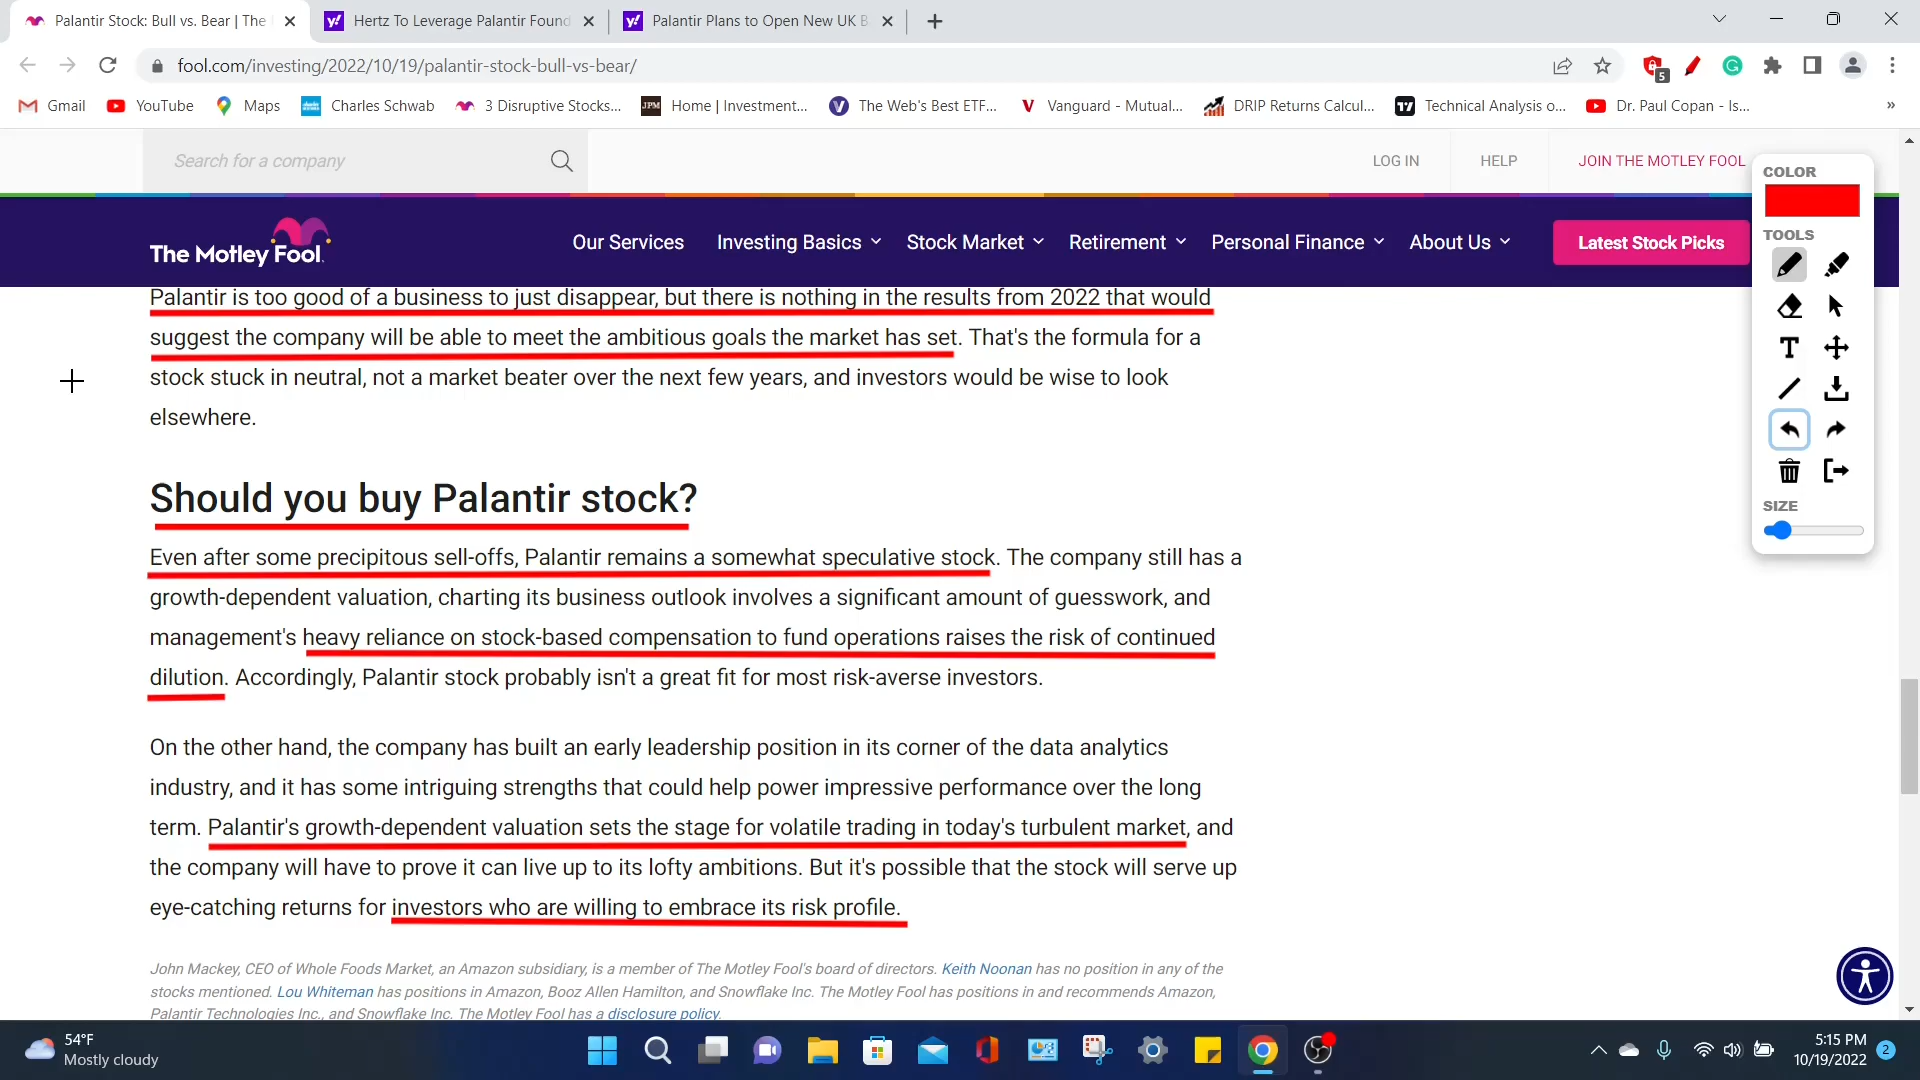 Palantir Stock: Bull vs. Bear | The
Hertz To Leverage Palantir Found
Palantir Plans to Open New UK B
fool.com/investing/2022/10/19/palantir-stock-bull-vs-bear/
5
Gmail
YouTube
Maps
Charles Schwab
3 Disruptive Stocks...
JPM
Home | Investment...
The Web's Best ETF...
Vanguard - Mutual...
DRIP Returns Calcul...
Technical Analysis o...
Dr. Paul Copan - Is...
»
Search for a company
LOG IN
HELP
JOIN THE MOTLEY FOOL
The Motley Fool.
Our Services
Investing Basics
Stock Market
Retirement
Personal Finance
About Us
Latest Stock Picks
COLOR
TOOLS
SIZE
Palantir is too good of a business to just disappear, but there is nothing in the results from 2022 that would
suggest the company will be able to meet the ambitious goals the market has set. That's the formula for a
stock stuck in neutral, not a market beater over the next few years, and investors would be wise to look
elsewhere.
Should you buy Palantir stock?
Even after some precipitous sell-offs, Palantir remains a somewhat speculative stock. The company still has a
growth-dependent valuation, charting its business outlook involves a significant amount of guesswork, and
management's heavy reliance on stock-based compensation to fund operations raises the risk of continued
dilution. Accordingly, Palantir stock probably isn't a great fit for most risk-averse investors.
On the other hand, the company has built an early leadership position in its corner of the data analytics
industry, and it has some intriguing strengths that could help power impressive performance over the long
term. Palantir's growth-dependent valuation sets the stage for volatile trading in today's turbulent market, and
the company will have to prove it can live up to its lofty ambitions. But it's possible that the stock will serve up
eye-catching returns for investors who are willing to embrace its risk profile.
John Mackey, CEO of Whole Foods Market, an Amazon subsidiary, is a member of The Motley Fool's board of directors. Keith Noonan has no position in any of the
stocks mentioned. Lou Whiteman has positions in Amazon, Booz Allen Hamilton, and Snowflake Inc. The Motley Fool has positions in and recommends Amazon,
Palantir Technologies Inc., and Snowflake Inc. The Motley Fool has a disclosure policy.
54°F
Mostly cloudy
5:15 PM
10/19/2022
2